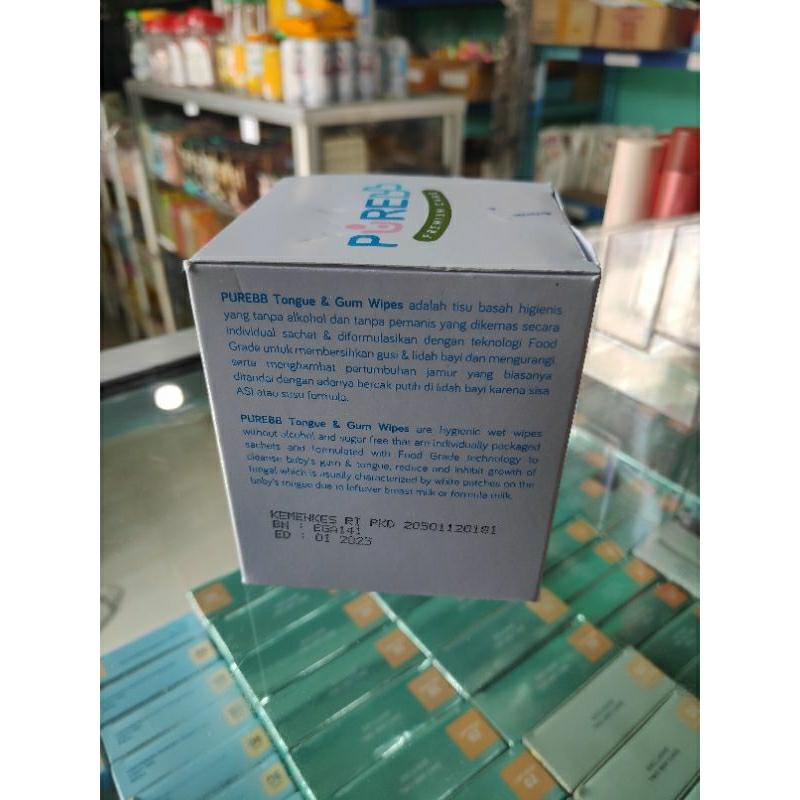 PUREBB
PREMIUM CARE
PUREBB Tongue & Gum Wipes adalah tisu basah higienis
yang tanpa alkohol dan tanpa pemanis yang dikemas secara
individual sachet & diformulasikan dengan teknologi Food
Grade untuk membersihkan gusi & lidah bayi dan mengurangi
serta menghambat pertumbuhan jamur yang biasanya
ditandai dengan adanya bercak putih di lidah bayi karena sisa
ASI atau susu formula.
PUREBB Tongue & Gum Wipes are hygienic wet wipes
without alcohol and sugar free that are individually packaged
sachets and formulated with Food Grade technology to
cleanse baby's gum & tongue, reduce and inhibit growth of
fungal which is usually characterized by white patches on the
baby's tongue due to leftover breast milk or formula milk.
KEMENKES RI PKD 20501120181
BN : EGA141
ED : 01 2023